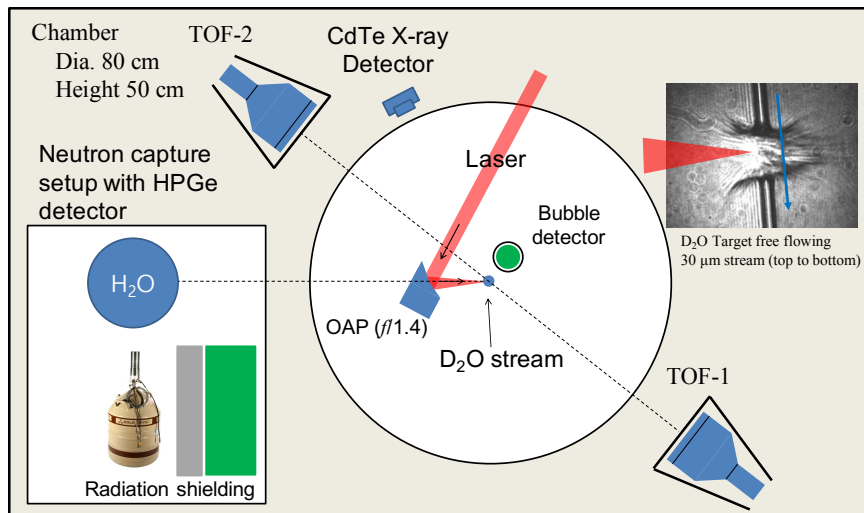 Chamber
Dia. 80 cm
Height 50 cm
TOF-2
CdTe X-ray
Detector
Neutron capture
setup with HPGe
detector
Laser
Bubble
detector
D₂O Target free flowing
30 μm stream (top to bottom)
H₂O
OAP (f/1.4)
D₂O stream
TOF-1
Radiation shielding